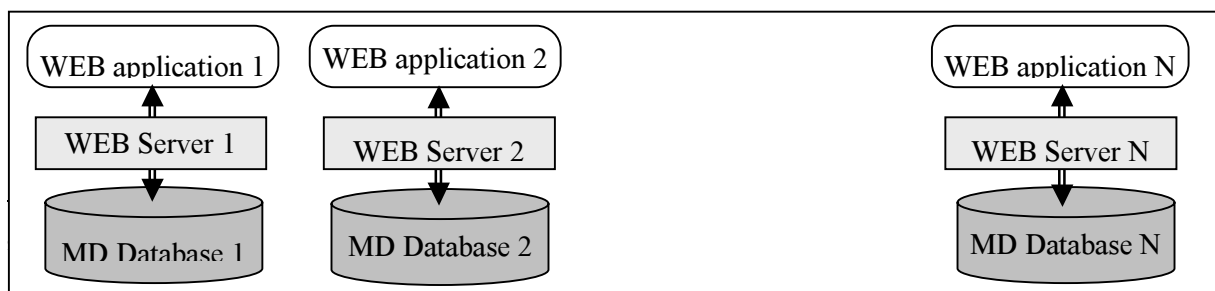 WEB application 1
WEB application 2
WEB application N
WEB Server 1
WEB Server 2
WEB Server N
MD Database 1
MD Database 2
MD Database N